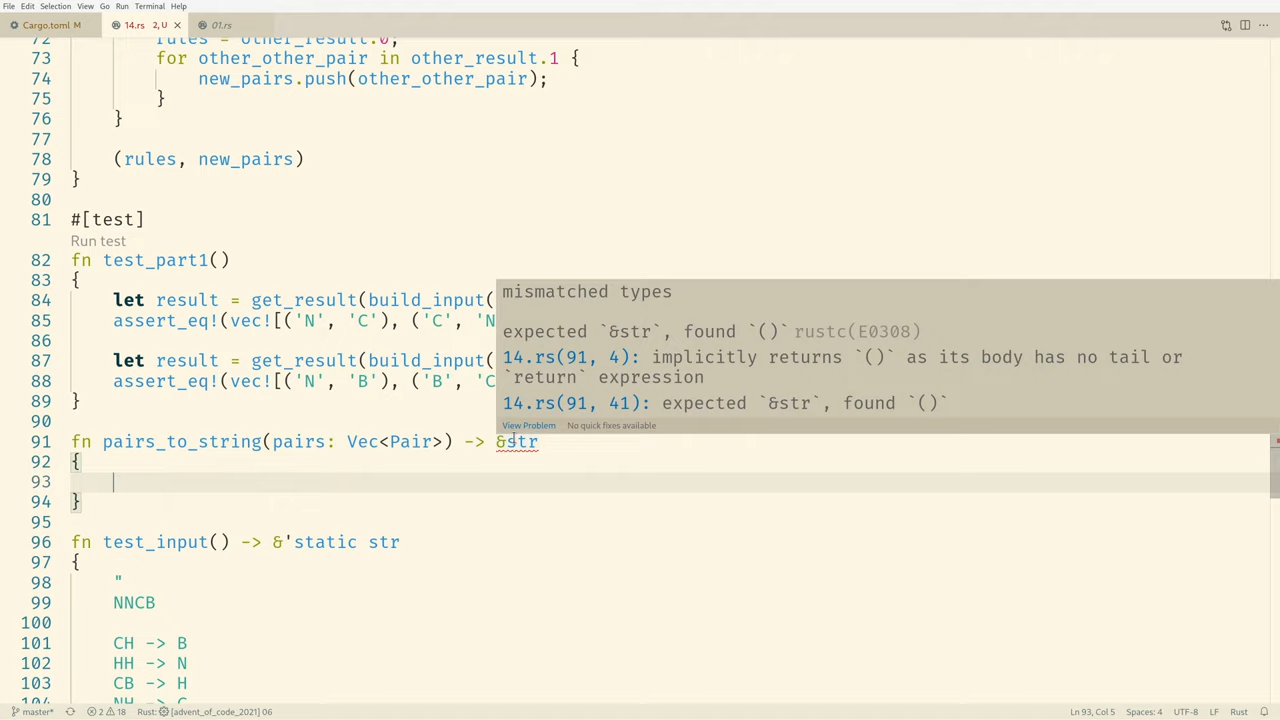 File Edit Selection View Go Run Terminal Help
Cargo.toml M 14.rs 2, U 01.rs
72 rules = other_result.0;
73 for other_other_pair in other_result.1 {
74 new_pairs.push(other_other_pair);
75 }
76 }
77
78 (rules, new_pairs)
79 }
80
81 #[test]
Run test
82 fn test_part1()
83 {
84 let result = get_result(build_input(
85 assert_eq!(vec![('N', 'C'), ('C', 'N
86
87 let result = get_result(build_input(
88 assert_eq!(vec![('N', 'B'), ('B', 'C
89 }
90
mismatched types
expected `&str`, found `()` rustc(E0308)
14.rs(91, 4): implicitly returns `()` as its body has no tail or
`return` expression
14.rs(91, 41): expected `&str`, found `()`
View Problem No quick fixes available
91 fn pairs_to_string(pairs: Vec<Pair>) -> &str
92 {
93
94 }
95
96 fn test_input() -> &'static str
97 {
98 "
99 NNCB
100
101 CH -> B
102 HH -> N
103 CB -> H
104 NH -> C
master* 2 18 Rust: [advent_of_code_2021] 06 Ln 93, Col 5 Spaces: 4 UTF-8 LF Rust